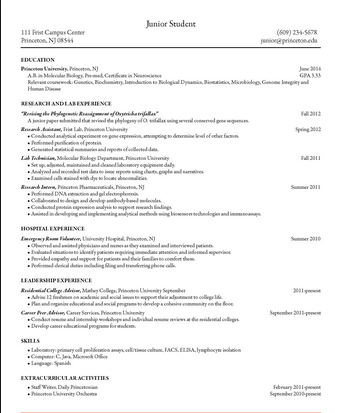 Junior Student
111 Frist Campus Center
(609) 234-5678
Princeton, NJ 08544
junior@princeton.edu
EDUCATION
Princeton University, Princeton, NJ
June 2014
A.B. in Molecular Biology, Pre-med, Certificate in Neuroscience
GPA 3.53
Relevant coursework: Genetics, Biochemistry, Introduction to Biological Dynamics, Biostatistics, Microbiology, Genome Integrity and
Human Disease
RESEARCH AND LAB EXPERIENCE
"Revising the Phylogenetic Reassignment of Oxytricha trifallax"
Fall 2012
A junior paper submitted that revised the phylogeny of O. trifallax using several conserved gene sequences.
Research Assistant, Frist Lab, Princeton University
Spring 2012
• Conducted analytical experiment on gene expression, attempting to determine level of other factors.
• Performed purification of protein.
• Generated statistical summaries and reports of collected data.
Lab Technician, Molecular Biology Department, Princeton University
Fall 2011
• Set up, adjusted, maintained and cleaned laboratory equipment daily.
• Analyzed and recorded test data to issue reports using charts, graphs and narratives.
• Examined cells stained with dye to locate abnormalities.
Research Intern, Princeton Pharmaceuticals, Princeton, NJ
Summer 2011
• Performed DNA extraction and gel electrophoresis.
• Collaborated to design and develop antibody-based molecules.
• Conducted protein expression analysis to support research findings.
• Assisted in developing and implementing analytical methods using biosensors technologies and immunoassays.
HOSPITAL EXPERIENCE
Emergency Room Volunteer, University Hospital, Princeton, NJ
Summer 2010
• Observed and assisted physicians and nurses as they examined and interviewed patients.
• Evaluated situations to identify patients requiring immediate attention and informed supervisor.
• Provided empathy and support for patients and their families to comfort them.
• Performed clerical duties including filing and transferring phone calls.
LEADERSHIP EXPERIENCE
Residential College Advisor, Mathey College, Princeton University September
2011-present
• Advise 12 freshmen on academic and social issues to support their adjustment to college life.
• Plan and organize educational and social programs to develop a cohesive community on the floor.
Career Peer Advisor, Career Services, Princeton University
September 2011-present
• Conduct resume and internship workshops and individual resume reviews at the residential colleges.
• Develop career educational programs for students.
SKILLS
• Laboratory: primary cell proliferation assays, cell/tissue culture, FACS, ELISA, lymphocyte isolation
• Computer: C, Java, Microsoft Office
• Language: Spanish
EXTRACURRICULAR ACTIVITIES
• Staff Writer, Daily Princetonian
February 2011-present
• Princeton University Orchestra
September 2010-present